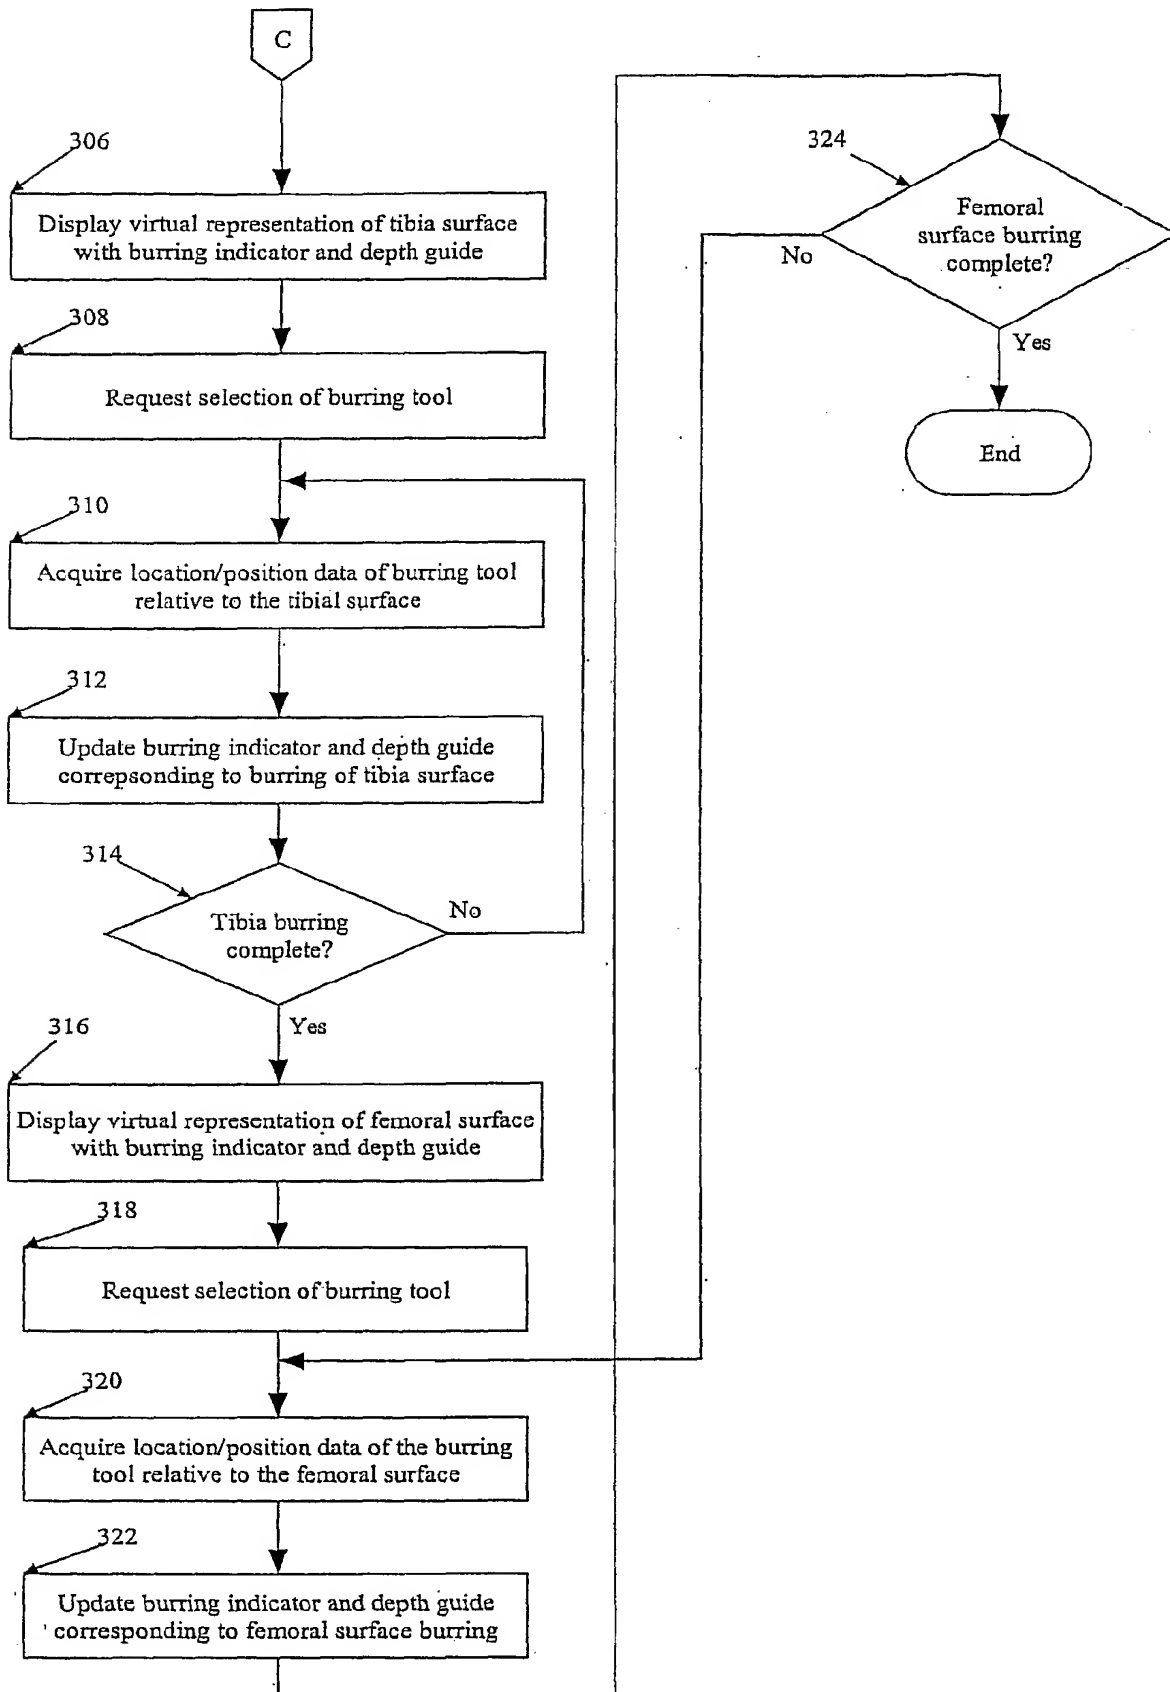 C
306
Display virtual representation of tibia surface
with burring indicator and depth guide
308
Request selection of burring tool
310
Acquire location/position data of burring tool
relative to the tibial surface
312
Update burring indicator and depth guide
correpsonding to burring of tibia surface
314
Tibia burring
complete?
No
Yes
316
Display virtual representation of femoral surface
with burring indicator and depth guide
318
Request selection of burring tool
320
Acquire location/position data of the burring
tool relative to the femoral surface
322
Update burring indicator and depth guide
corresponding to femoral surface burring
324
Femoral
surface burring
complete?
No
Yes
End